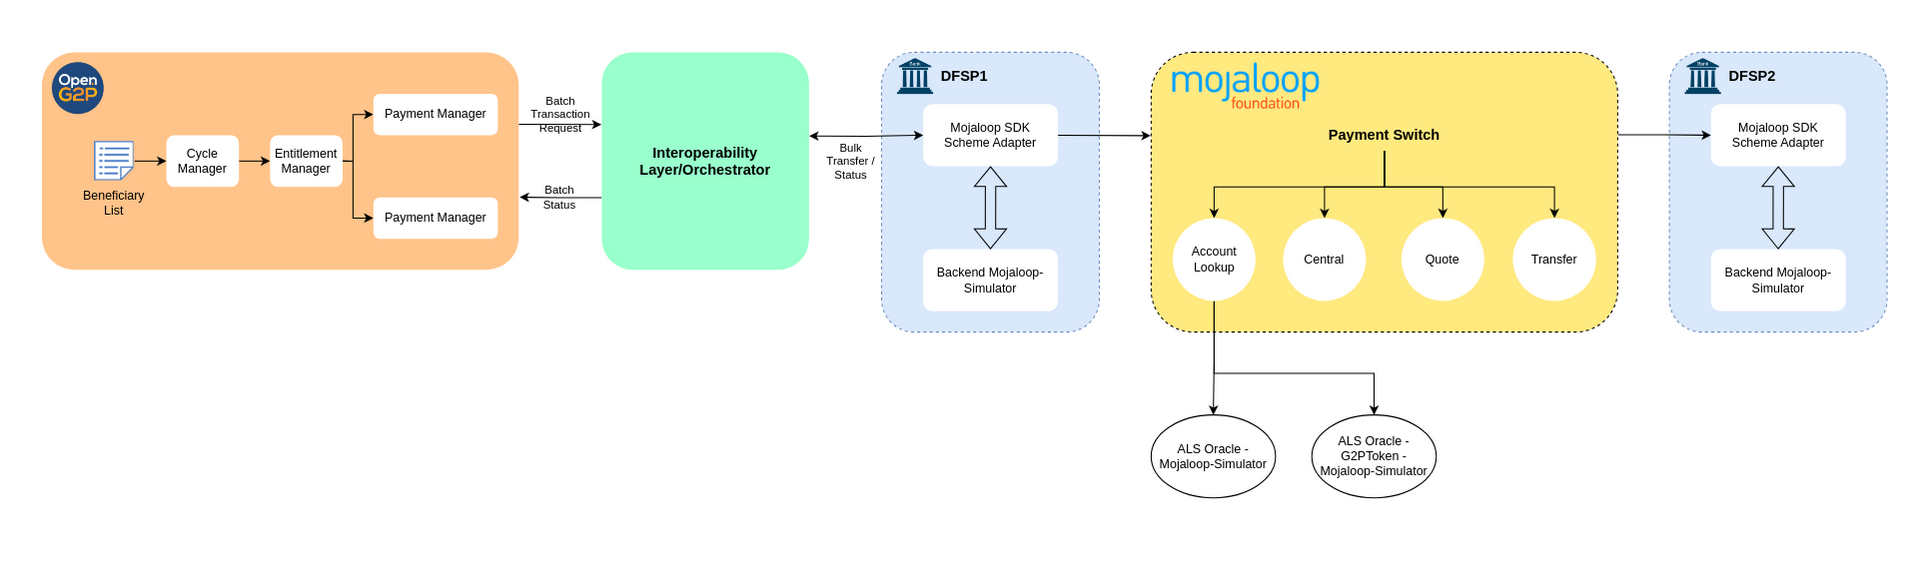 Open
G2P
Beneficiary
List
Cycle
Manager
Entitlement
Manager
Payment Manager
Payment Manager
Batch
Transaction
Request
Batch
Status
Interoperability
Layer/Orchestrator
Bulk
Transfer /
Status
Bank
DFSP1
Mojaloop SDK
Scheme Adapter
Backend Mojaloop-
Simulator
mojaloop
foundation
Payment Switch
Account
Lookup
Central
Quote
Transfer
ALS Oracle -
Mojaloop-Simulator
ALS Oracle -
G2PToken -
Mojaloop-Simulator
Bank
DFSP2
Mojaloop SDK
Scheme Adapter
Backend Mojaloop-
Simulator